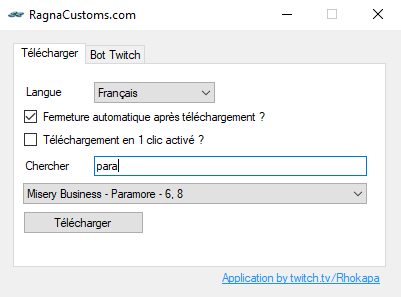 RagnaCustoms.com
Télécharger
Bot Twitch
Langue
Français
Fermeture automatique après téléchargement ?
Téléchargement en 1 clic activé ?
Chercher
para
Misery Business - Paramore - 6, 8
Télécharger
Application by twitch.tv/Rhokapa